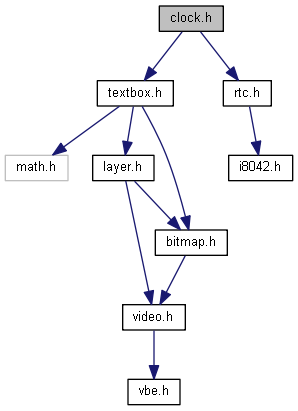 clock.h
textbox.h
rtc.h
math.h
layer.h
i8042.h
bitmap.h
video.h
vbe.h